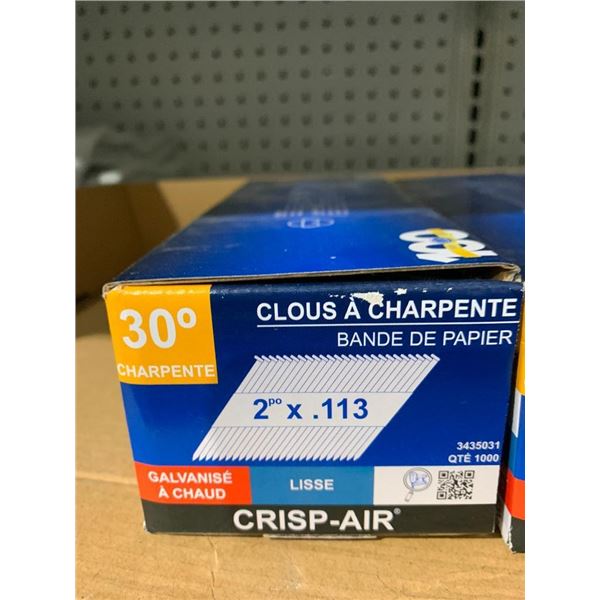 30°
CHARPENTE
CLOUS À CHARPENTE
BANDE DE PAPIER
2po x .113
3435031
QTÉ 1000
GALVANISÉ
À CHAUD
LISSE
CRISP-AIR®